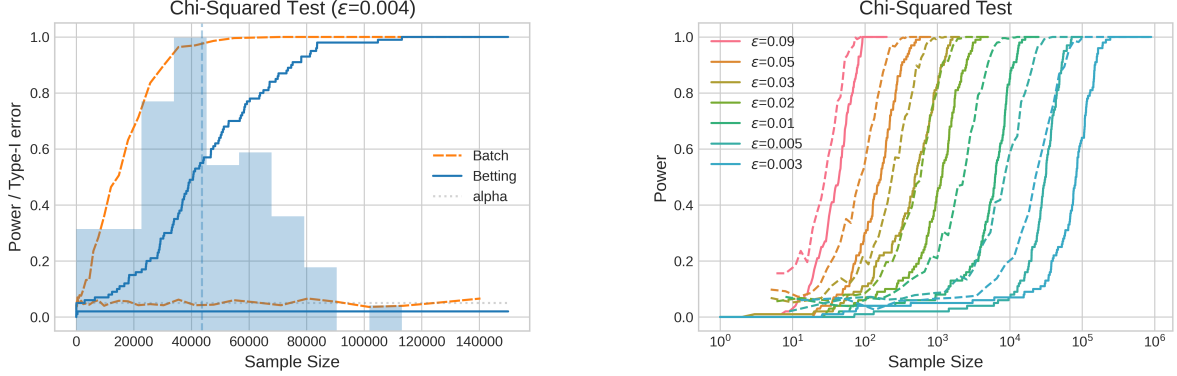 Chi-Squared Test (ε=0.004)
Power / Type-I error
1.0
0.8
0.6
0.4
0.2
0.0
Batch
Betting
alpha
0 20000 40000 60000 80000 100000 120000 140000
Sample Size
Chi-Squared Test
Power
1.0
0.8
0.6
0.4
0.2
0.0
ε=0.09
ε=0.05
ε=0.03
ε=0.02
ε=0.01
ε=0.005
ε=0.003
10⁰ 10¹ 10² 10³ 10⁴ 10⁵ 10⁶
Sample Size